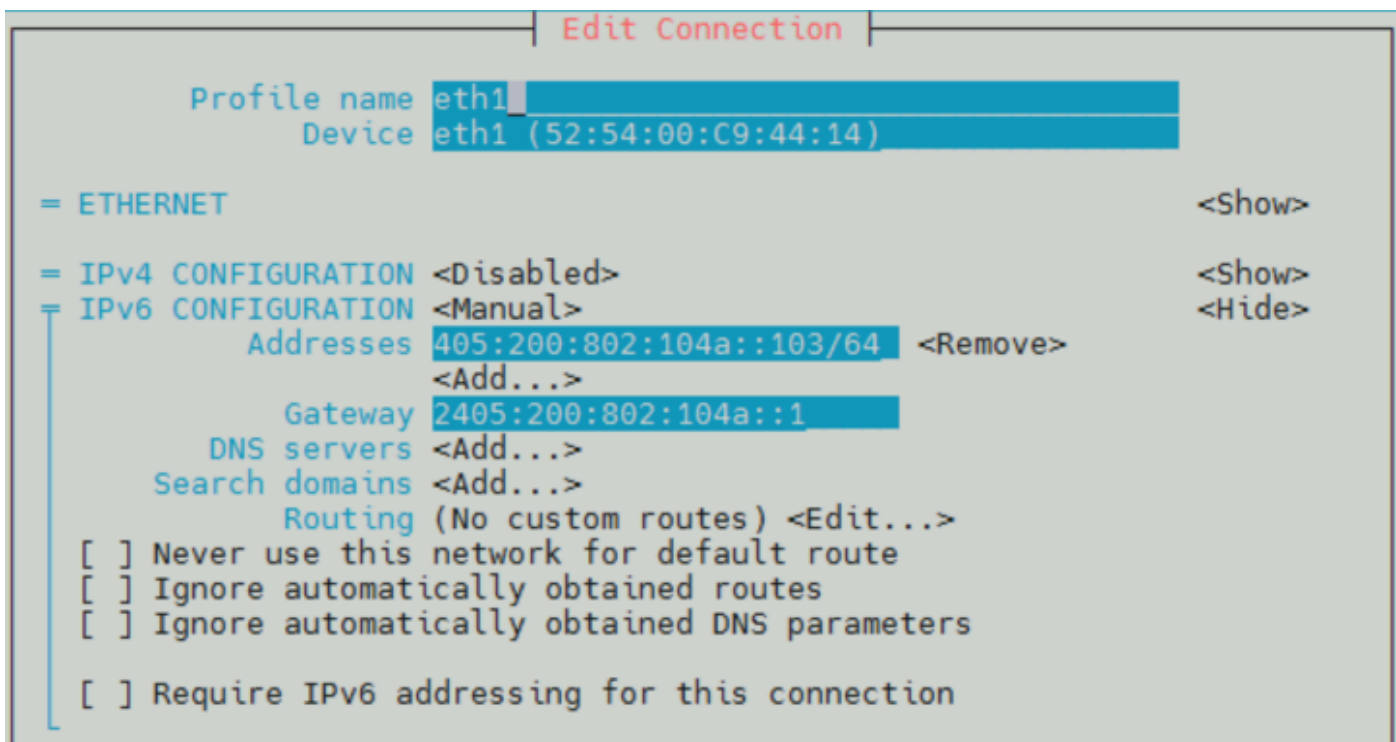 Edit Connection
Profile name eth1
Device eth1 (52:54:00:C9:44:14)
= ETHERNET <Show>
= IPv4 CONFIGURATION <Disabled> <Show>
= IPv6 CONFIGURATION <Manual> <Hide>
Addresses 405:200:802:104a::103/64 <Remove>
<Add...>
Gateway 2405:200:802:104a::1
DNS servers <Add...>
Search domains <Add...>
Routing (No custom routes) <Edit...>
[ ] Never use this network for default route
[ ] Ignore automatically obtained routes
[ ] Ignore automatically obtained DNS parameters
[ ] Require IPv6 addressing for this connection